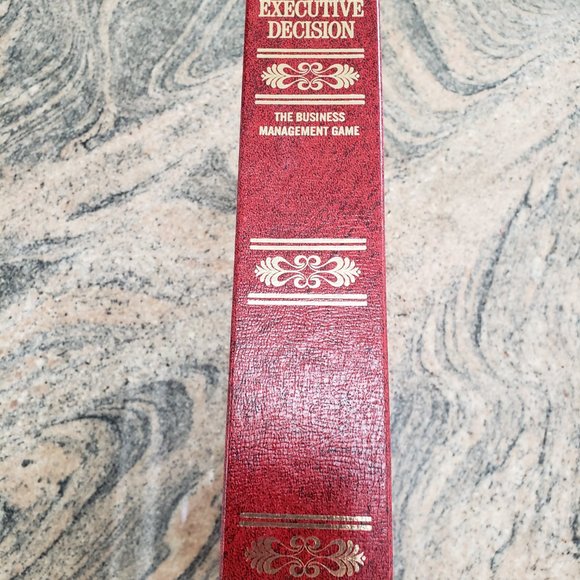 EXECUTIVE
DECISION
THE BUSINESS
MANAGEMENT GAME